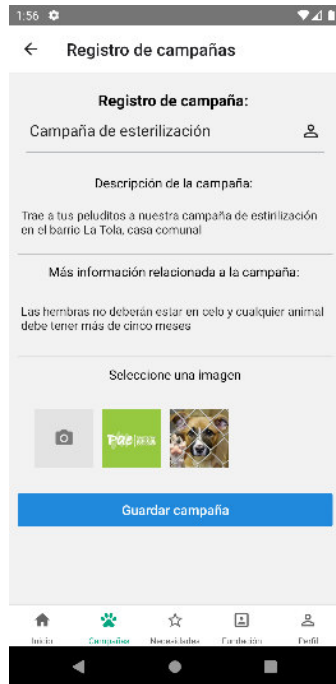 1:56
Registro de campañas
Registro de campaña:
Campaña de esterilización
Descripción de la campaña:
Trae a tus peluditos a nuestra campaña de estirilización
en el barrio La Tola, casa comunal
Más información relacionada a la campaña:
Las hembras no deberán estar en celo y cualquier animal
debe tener más de cinco meses
Seleccione una imagen
Pae
Guardar campaña
Inicio Campañas Necesidades Fundación Perfil